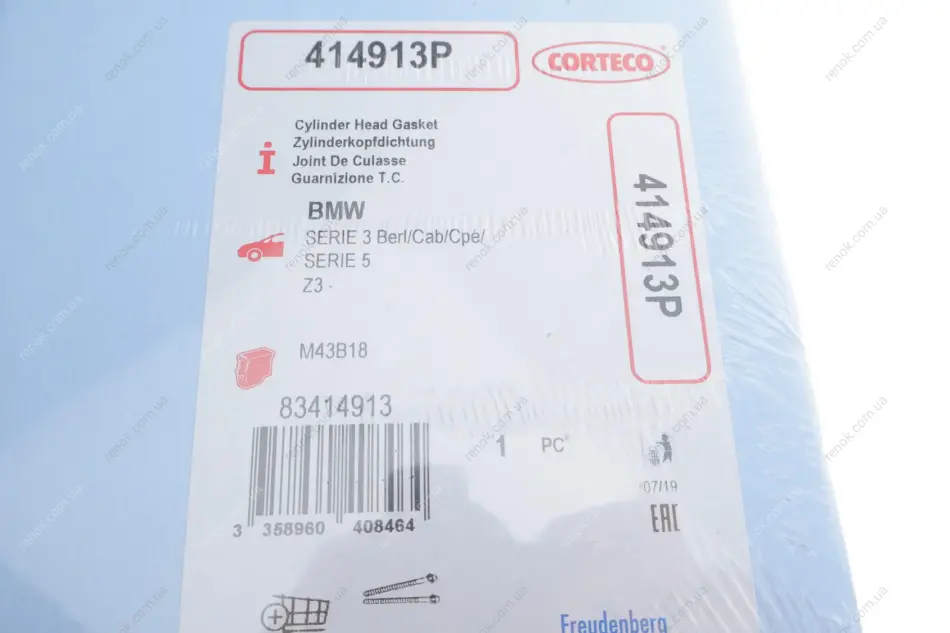 414913P
CORTECO®
Cylinder Head Gasket
Zylinderkopfdichtung
Joint De Culasse
Guarnizione T.C.
414913P
BMW
SERIE 3 Berl/Cab/Cpé/
SERIE 5
Z3 -
M43B18
83414913
1 PC
07/19
EAC
3 358960 408464
Freudenberg
renok.com.ua